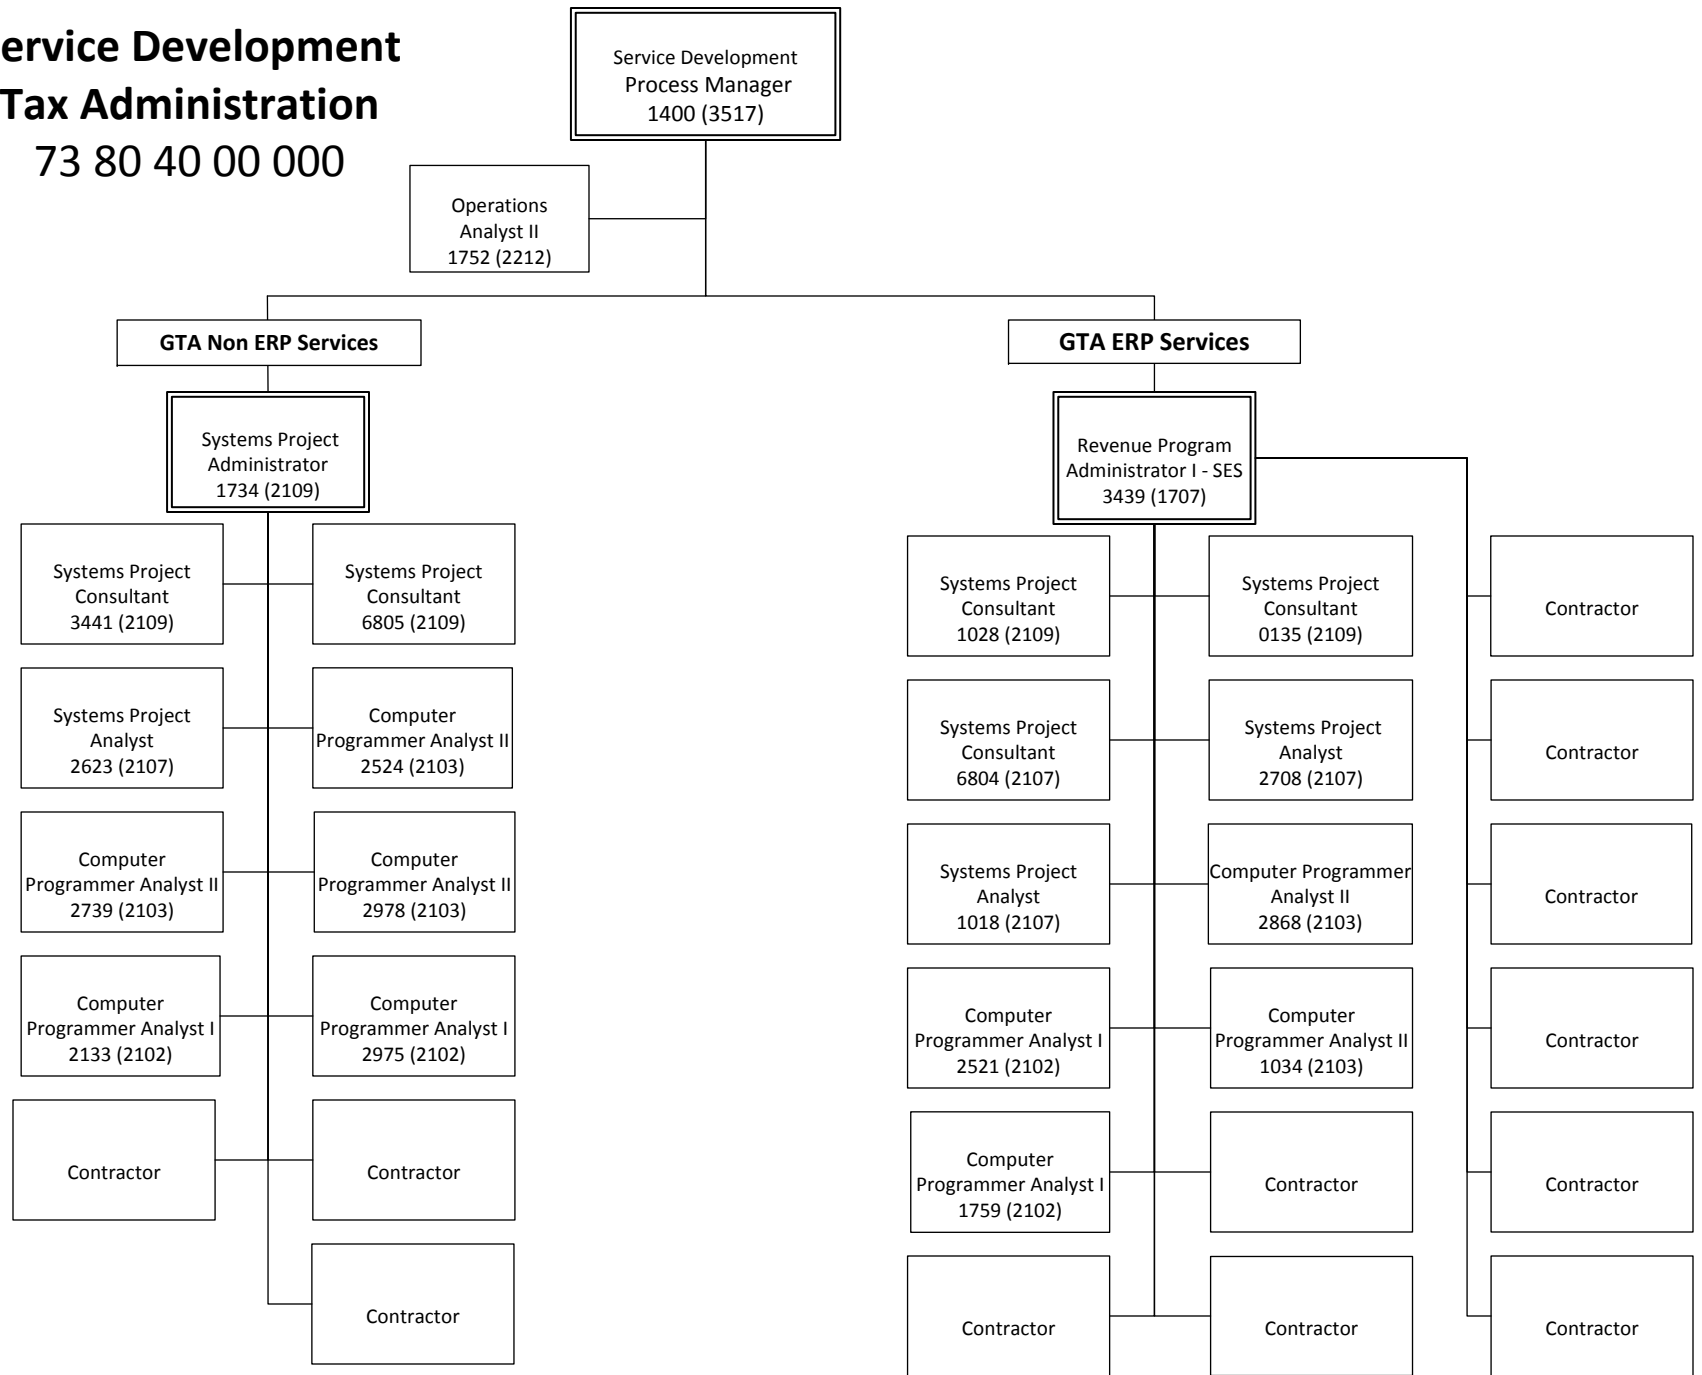 ervice Development
Tax Administration
73 80 40 00 000
Service Development
Process Manager
1400 (3517)
Operations
Analyst II
1752 (2212)
GTA Non ERP Services
GTA ERP Services
Systems Project
Administrator
1734 (2109)
Revenue Program
Administrator I - SES
3439 (1707)
Systems Project
Consultant
3441 (2109)
Systems Project
Consultant
6805 (2109)
Systems Project
Analyst
2623 (2107)
Computer
Programmer Analyst II
2524 (2103)
Computer
Programmer Analyst II
2739 (2103)
Computer
Programmer Analyst II
2978 (2103)
Computer
Programmer Analyst I
2133 (2102)
Computer
Programmer Analyst I
2975 (2102)
Contractor
Contractor
Contractor
Systems Project
Consultant
1028 (2109)
Systems Project
Consultant
0135 (2109)
Contractor
Systems Project
Consultant
6804 (2107)
Systems Project
Analyst
2708 (2107)
Contractor
Systems Project
Analyst
1018 (2107)
Computer Programmer
Analyst II
2868 (2103)
Contractor
Computer
Programmer Analyst I
2521 (2102)
Computer
Programmer Analyst II
1034 (2103)
Contractor
Computer
Programmer Analyst I
1759 (2102)
Contractor
Contractor
Contractor
Contractor
Contractor